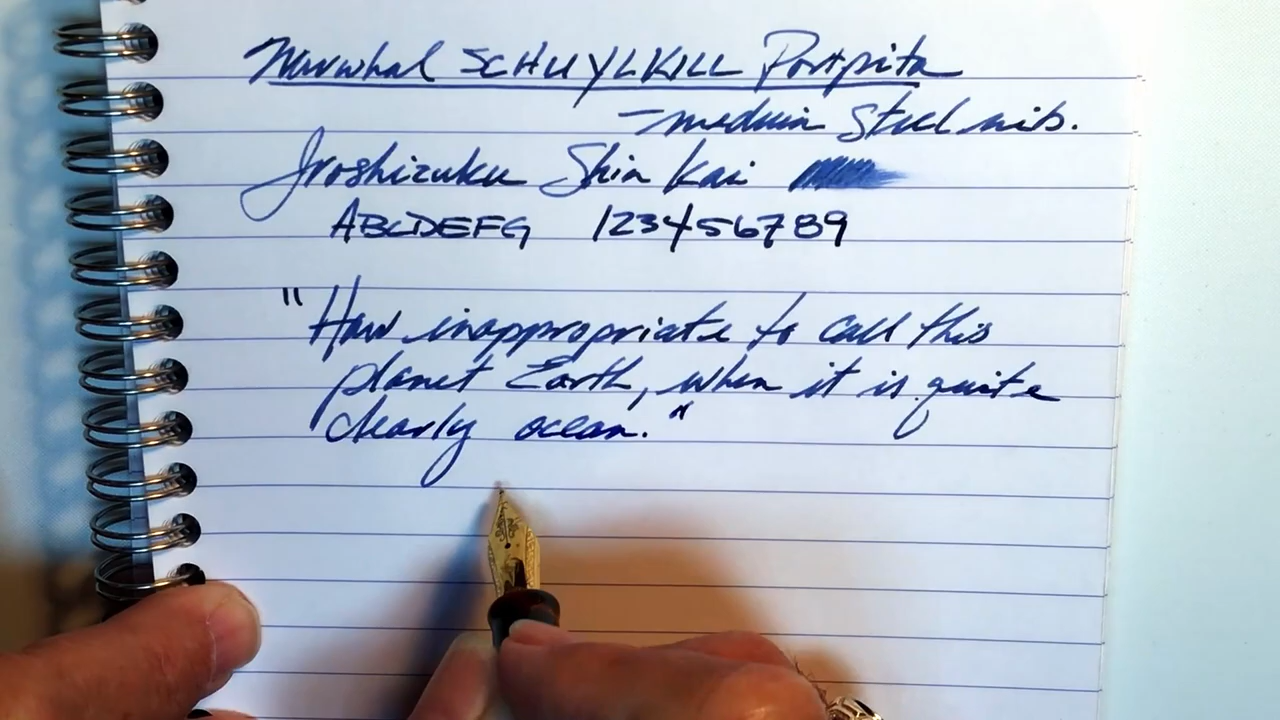 Narwhal SCHUYLKILL Porpita
- medium steel nib.
Iroshizuku Shin Kai
ABCDEFG 123456789
"How inappropriate to call this
planet Earth, when it is quite
clearly ocean."